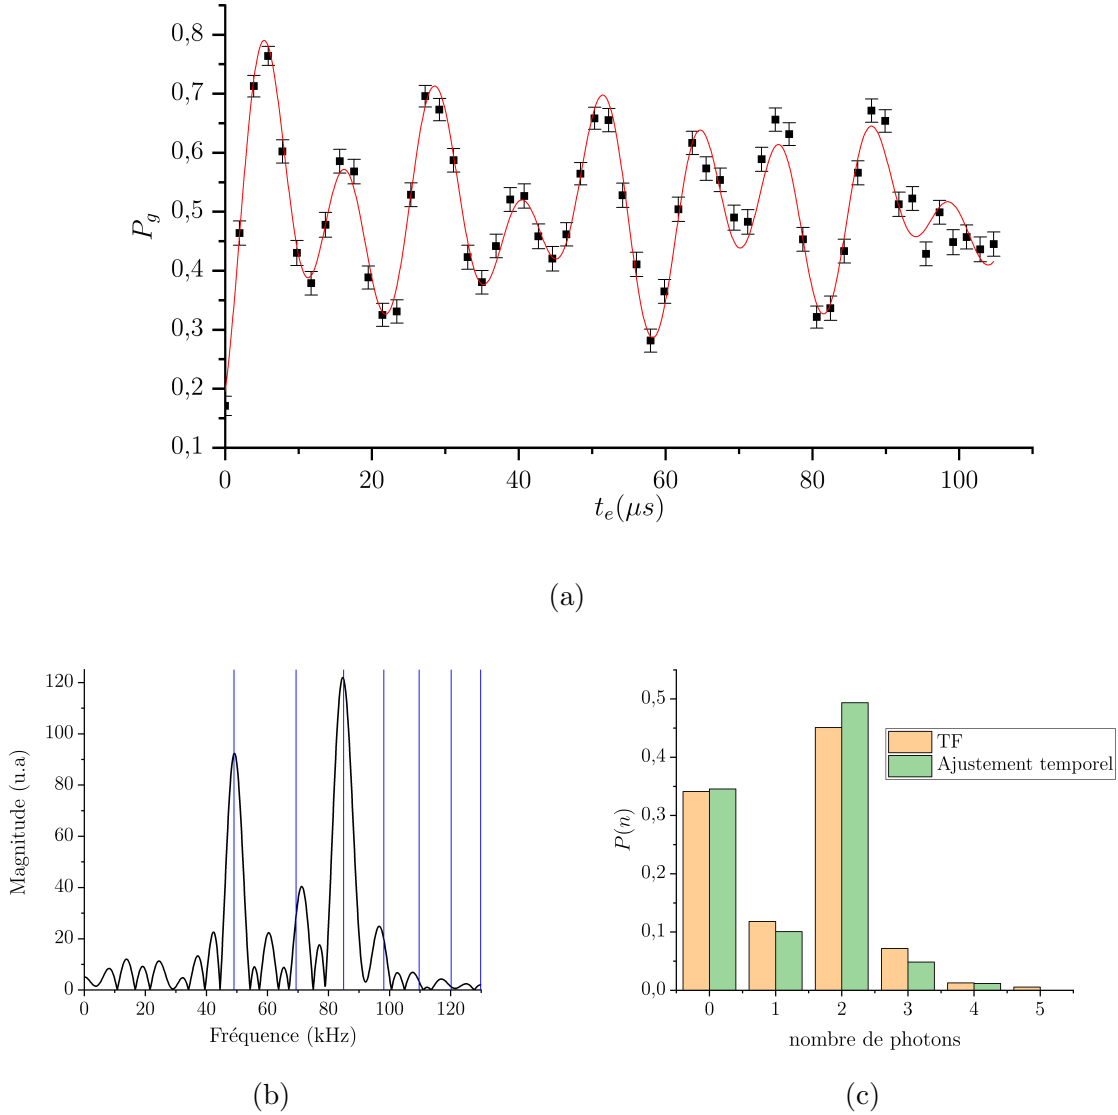 0,8
0,7
0,6
0,5
0,4
0,3
0,2
0,1
P_g
0 20 40 60 80 100
t_e(μs)
(a)
120
100
80
60
40
20
0
Magnitude (u.a)
0 20 40 60 80 100 120
Fréquence (kHz)
(b)
0,5
0,4
0,3
0,2
0,1
0,0
P(n)
TF
Ajustement temporel
0 1 2 3 4 5
nombre de photons
(c)